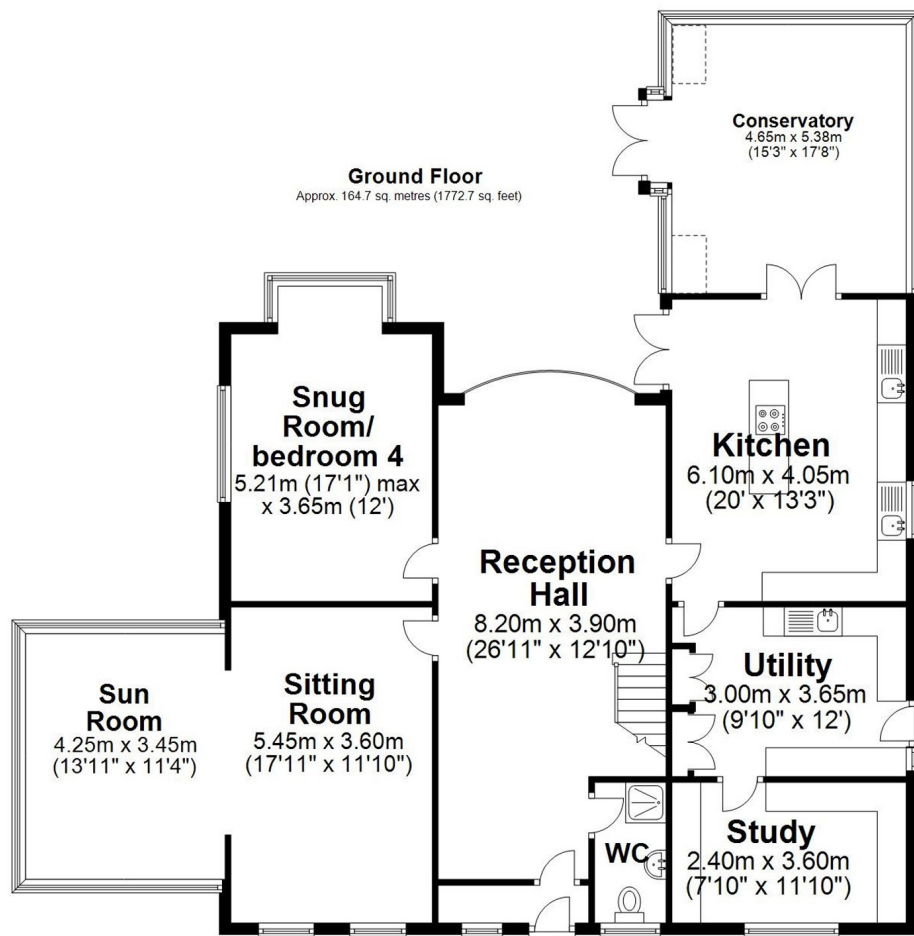 Conservatory
4.65m x 5.38m
(15'3" x 17'8")
Ground Floor
Approx. 164.7 sq. metres (1772.7 sq. feet)
Snug
Room/
bedroom 4
5.21m (17'1") max
x 3.65m (12')
Kitchen
6.10m x 4.05m
(20' x 13'3")
Reception
Hall
8.20m x 3.90m
(26'11" x 12'10")
Sun
Room
4.25m x 3.45m
(13'11" x 11'4")
Sitting
Room
5.45m x 3.60m
(17'11" x 11'10")
Utility
3.00m x 3.65m
(9'10" x 12')
WC
Study
2.40m x 3.60m
(7'10" x 11'10")